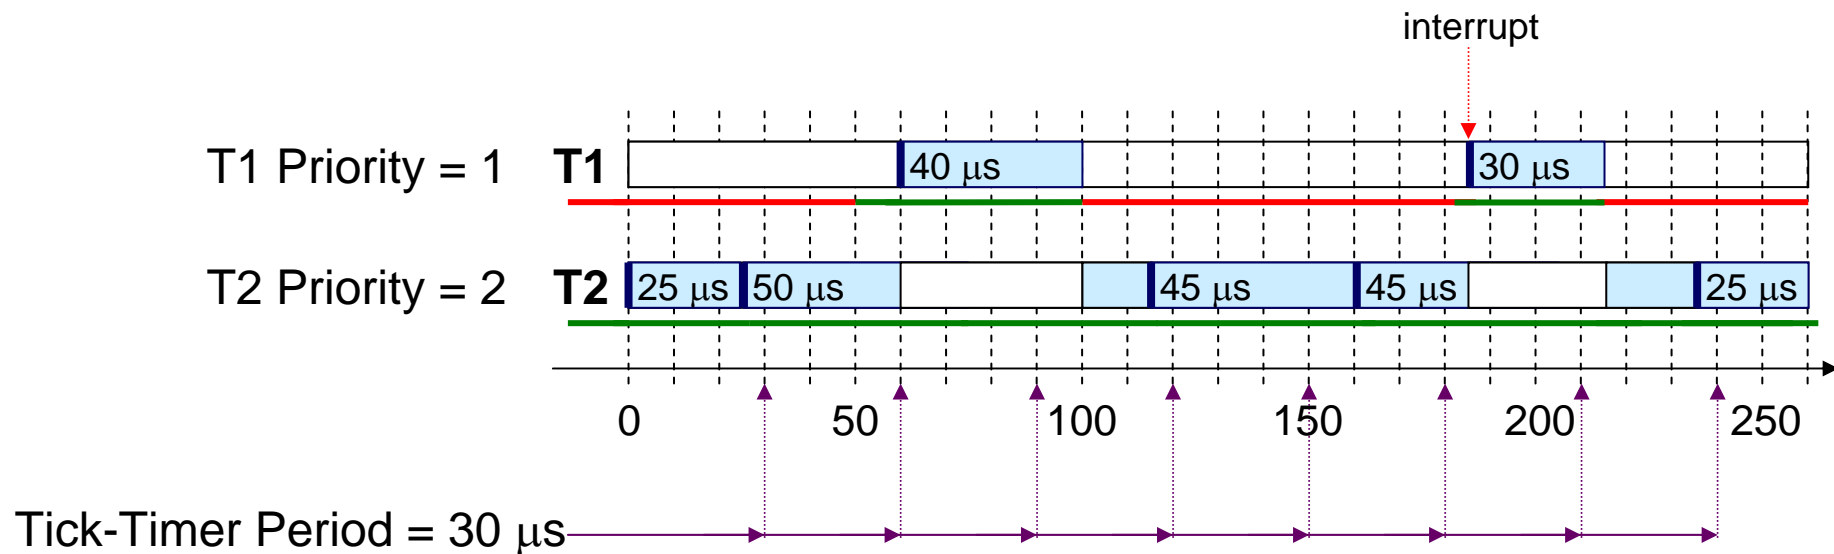 interrupt
T1 Priority = 1 T1 40 μs 30 μs
T2 Priority = 2 T2 25 μs 50 μs 45 μs 45 μs 25 μs
0 50 100 150 200 250
Tick-Timer Period = 30 μs